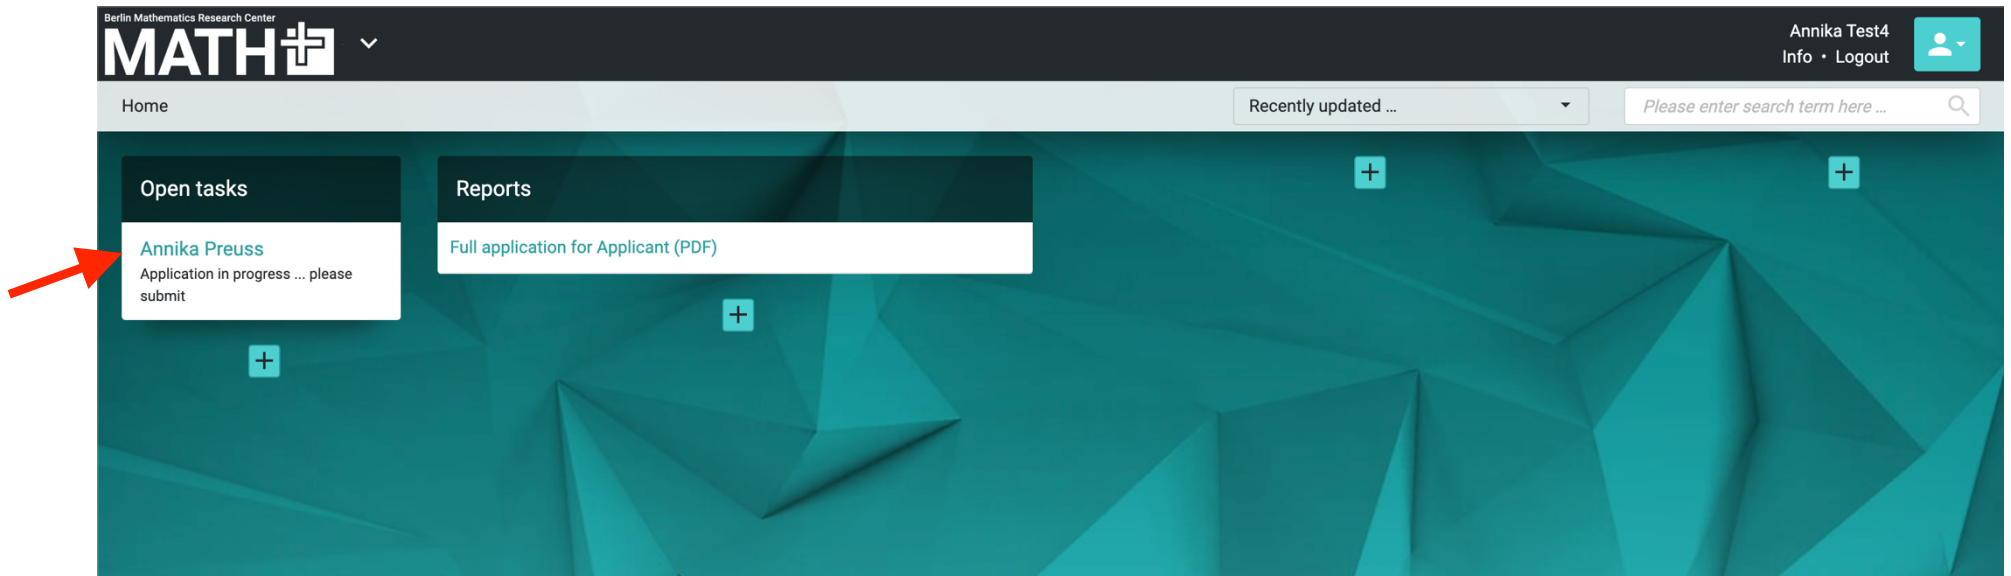 Berlin Mathematics Research Center
MATH+
Annika Test4
Info • Logout
Home
Recently updated ...
Please enter search term here ...
Open tasks
Annika Preuss
Application in progress ... please
submit
Reports
Full application for Applicant (PDF)